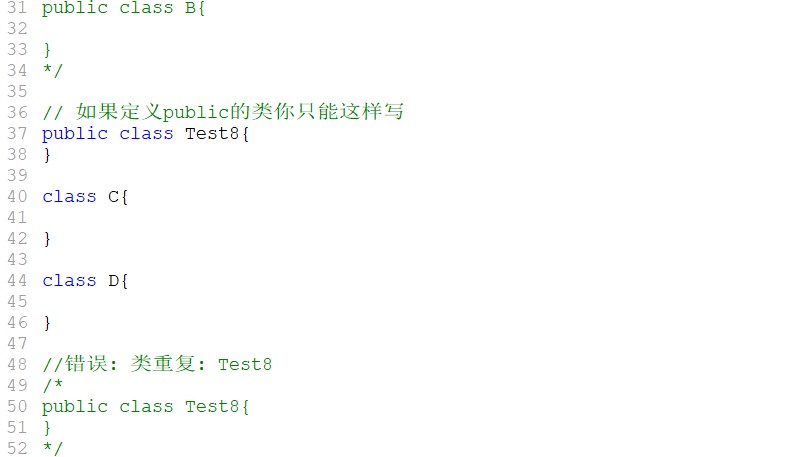 31 public class B{
32
33 }
34 */
35
36 // 如果定义public的类你只能这样写
37 public class Test8{
38 }
39
40 class C{
41
42 }
43
44 class D{
45
46 }
47
48 //错误: 类重复: Test8
49 /*
50 public class Test8{
51 }
52 */